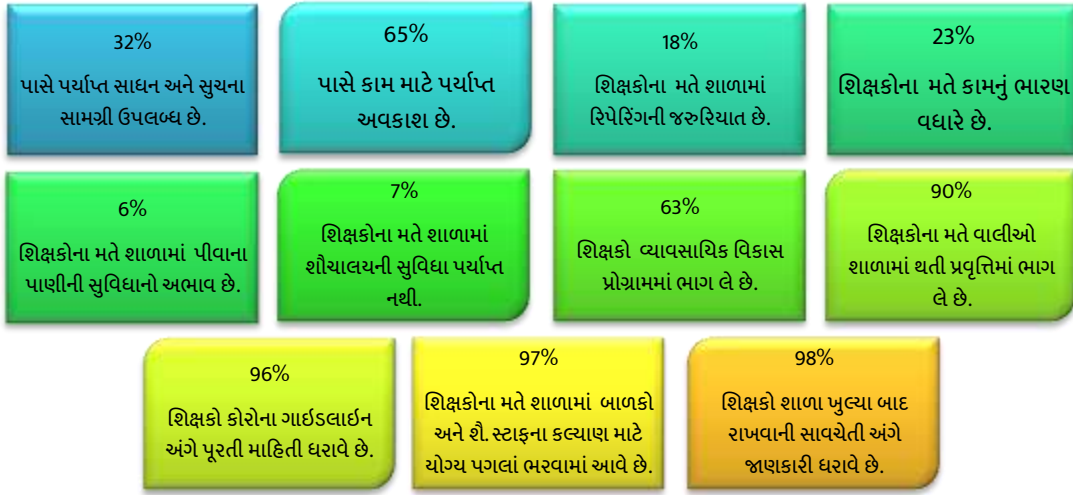 32%
પાસે પર્યાપ્ત સાધન અને સુચના
સામગ્રી ઉપલબ્ધ છે.
65%
પાસે કામ માટે પર્યાપ્ત
અવકાશ છે.
18%
શિક્ષકોના મતે શાળામાં
રિપેરિંગની જરુરિયાત છે.
23%
શિક્ષકોના મતે કામનું ભારણ
વધારે છે.
6%
શિક્ષકોના મતે શાળામાં પીવાના
પાણીની સુવિધાનો અભાવ છે.
7%
શિક્ષકોના મતે શાળામાં
શૌચાલયની સુવિધા પર્યાપ્ત
નથી.
63%
શિક્ષકો વ્યાવસાયિક વિકાસ
પ્રોગ્રામમાં ભાગ લે છે.
90%
શિક્ષકોના મતે વાલીઓ
શાળામાં થતી પ્રવૃત્તિમાં ભાગ
લે છે.
96%
શિક્ષકો કોરોના ગાઇડલાઇન
અંગે પૂરતી માહિતી ધરાવે છે.
97%
શિક્ષકોના મતે શાળામાં બાળકો
અને શૈ. સ્ટાફના કલ્યાણ માટે
યોગ્ય પગલાં ભરવામાં આવે છે.
98%
શિક્ષકો શાળા ખુલ્યા બાદ
રાખવાની સાવચેતી અંગે
જાણકારી ધરાવે છે.